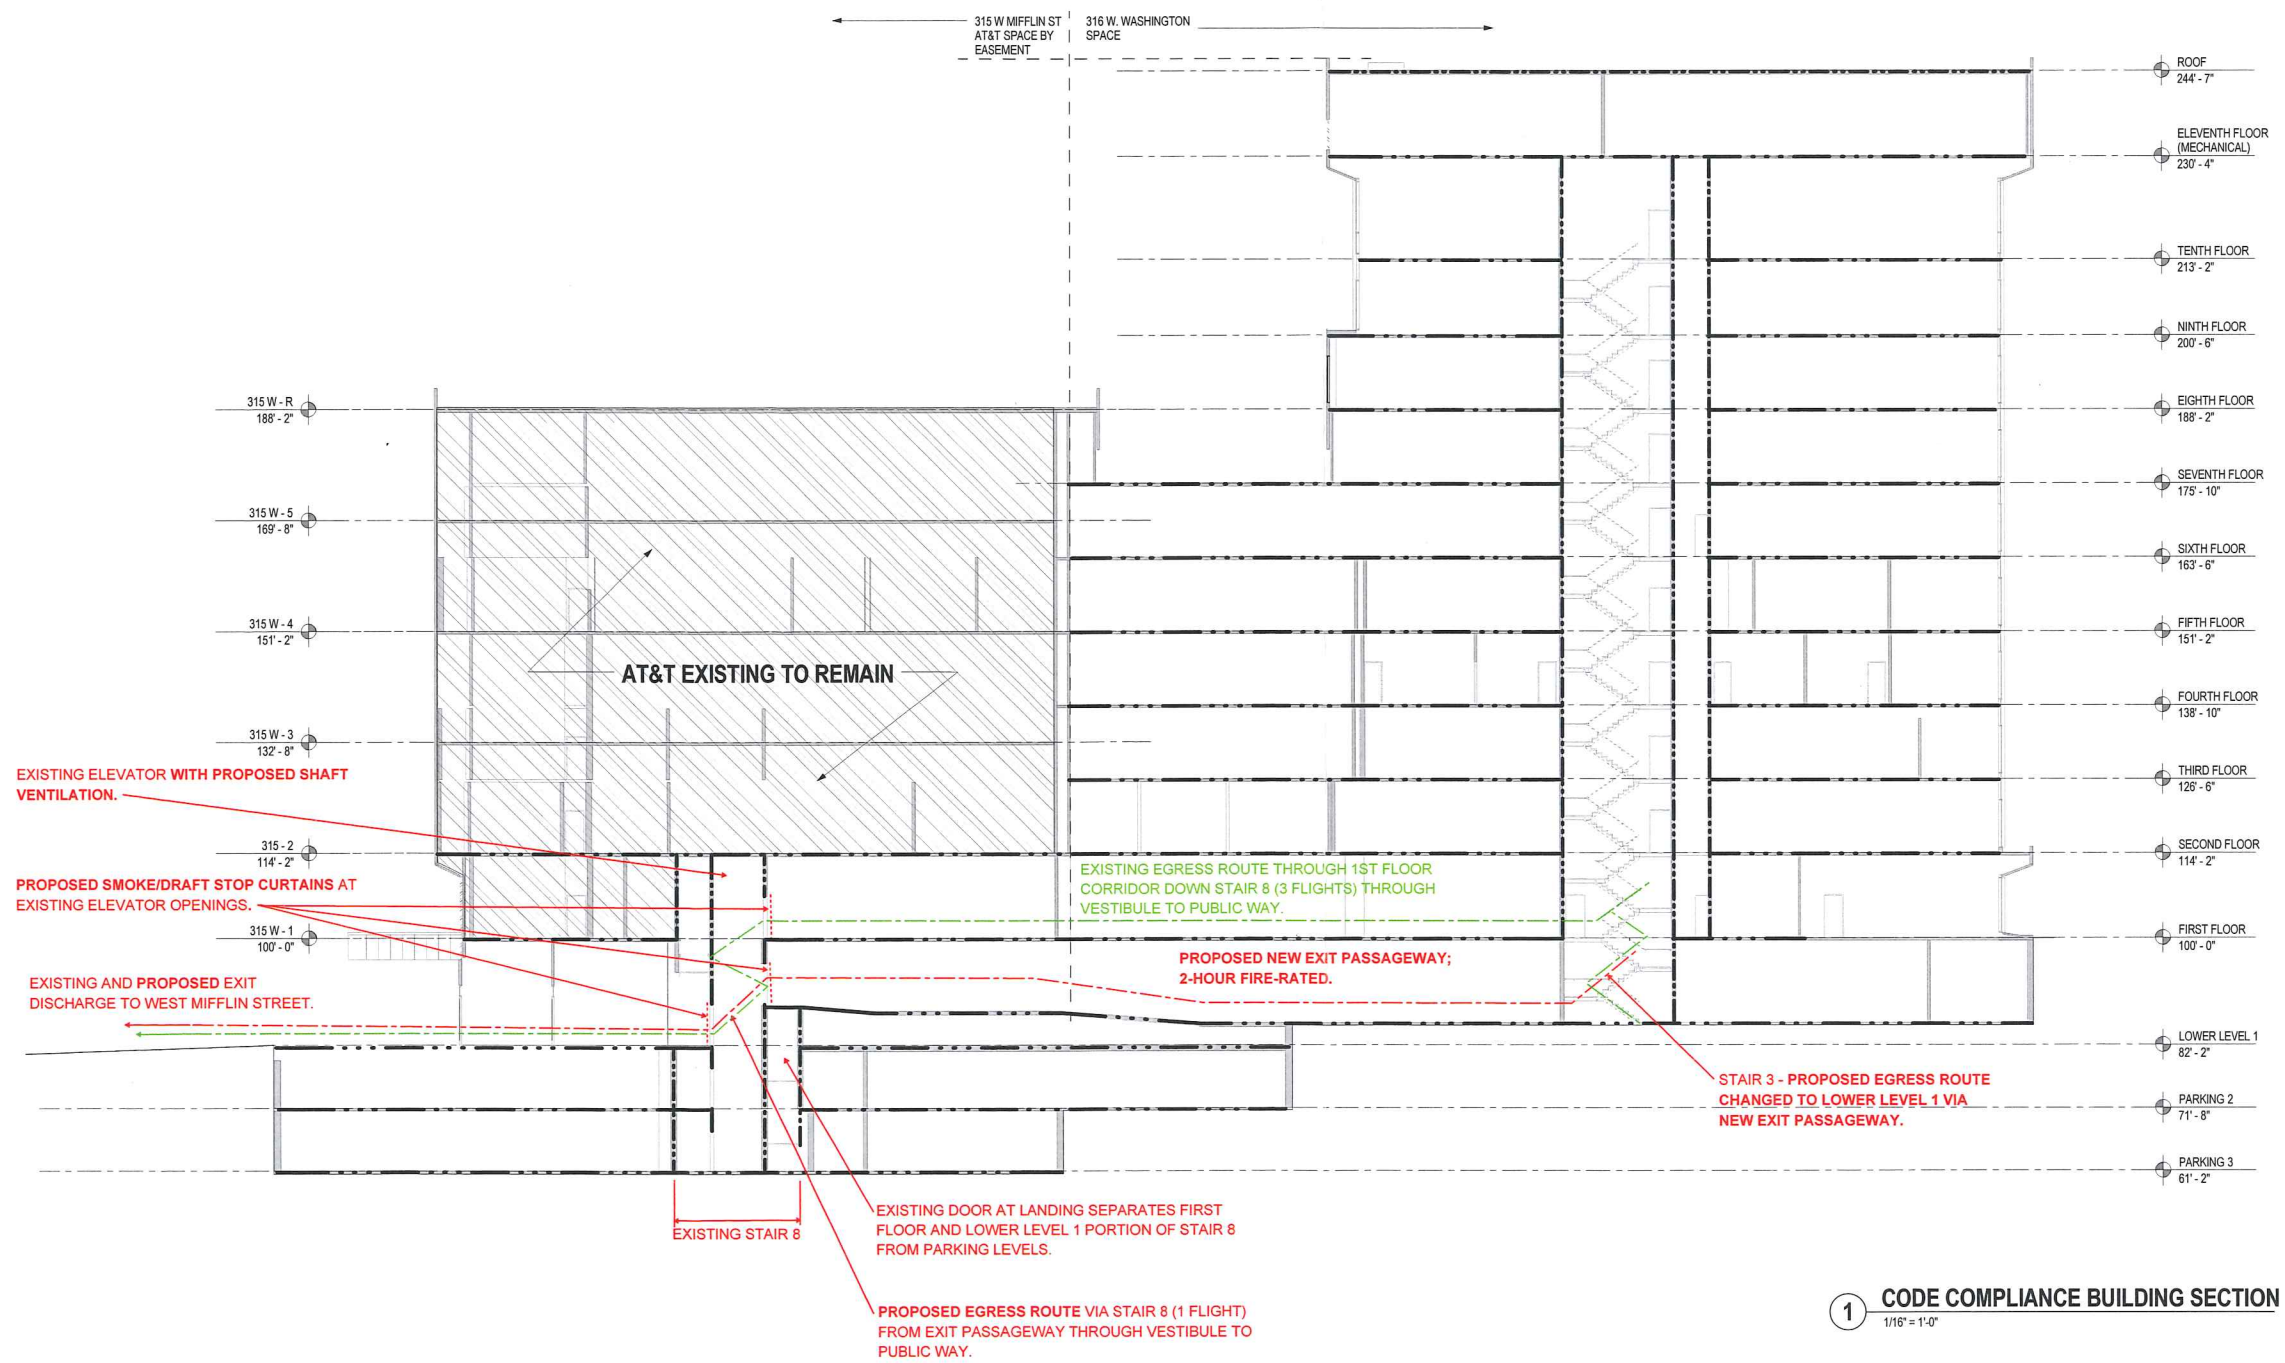 315 W MIFFLIN ST
AT&T SPACE BY
EASEMENT
316 W. WASHINGTON
SPACE
ROOF
244' - 7"
ELEVENTH FLOOR
(MECHANICAL)
230' - 4"
TENTH FLOOR
213' - 2"
NINTH FLOOR
200' - 6"
315 W - R
188' - 2"
EIGHTH FLOOR
188' - 2"
SEVENTH FLOOR
175' - 10"
315 W - 5
169' - 8"
SIXTH FLOOR
163' - 6"
315 W - 4
151' - 2"
FIFTH FLOOR
151' - 2"
AT&T EXISTING TO REMAIN
FOURTH FLOOR
138' - 10"
315 W - 3
132' - 8"
THIRD FLOOR
126' - 6"
EXISTING ELEVATOR WITH PROPOSED SHAFT
VENTILATION.
315 - 2
114' - 2"
SECOND FLOOR
114' - 2"
PROPOSED SMOKE/DRAFT STOP CURTAINS AT
EXISTING ELEVATOR OPENINGS.
EXISTING EGRESS ROUTE THROUGH 1ST FLOOR
CORRIDOR DOWN STAIR 8 (3 FLIGHTS) THROUGH
VESTIBULE TO PUBLIC WAY.
315 W - 1
100' - 0"
FIRST FLOOR
100' - 0"
PROPOSED NEW EXIT PASSAGEWAY;
2-HOUR FIRE-RATED.
EXISTING AND PROPOSED EXIT
DISCHARGE TO WEST MIFFLIN STREET.
LOWER LEVEL 1
82' - 2"
STAIR 3 - PROPOSED EGRESS ROUTE
CHANGED TO LOWER LEVEL 1 VIA
NEW EXIT PASSAGEWAY.
PARKING 2
71' - 8"
PARKING 3
61' - 2"
EXISTING STAIR 8
EXISTING DOOR AT LANDING SEPARATES FIRST
FLOOR AND LOWER LEVEL 1 PORTION OF STAIR 8
FROM PARKING LEVELS.
PROPOSED EGRESS ROUTE VIA STAIR 8 (1 FLIGHT)
FROM EXIT PASSAGEWAY THROUGH VESTIBULE TO
PUBLIC WAY.
1 CODE COMPLIANCE BUILDING SECTION
1/16" = 1'-0"